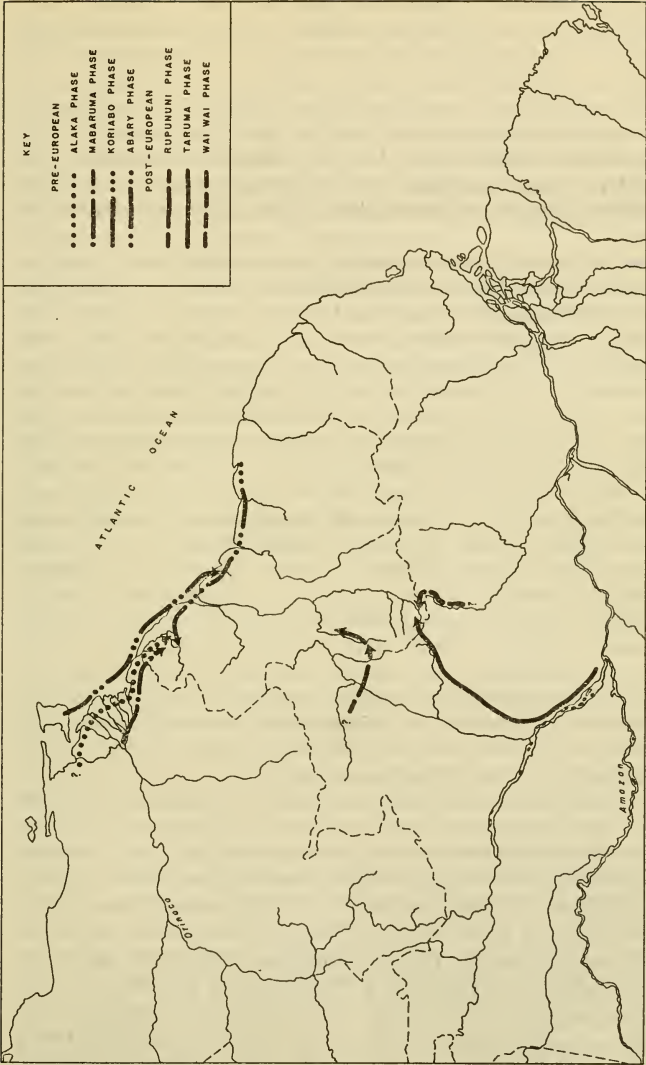 KEY
PRE-EUROPEAN
ALAKA PHASE
MABARUMA PHASE
KORIABO PHASE
ABARY PHASE
POST-EUROPEAN
RUPUNUNI PHASE
TARUMA PHASE
WAI WAI PHASE
ATLANTIC OCEAN
?
?
Orinoco
Amazon